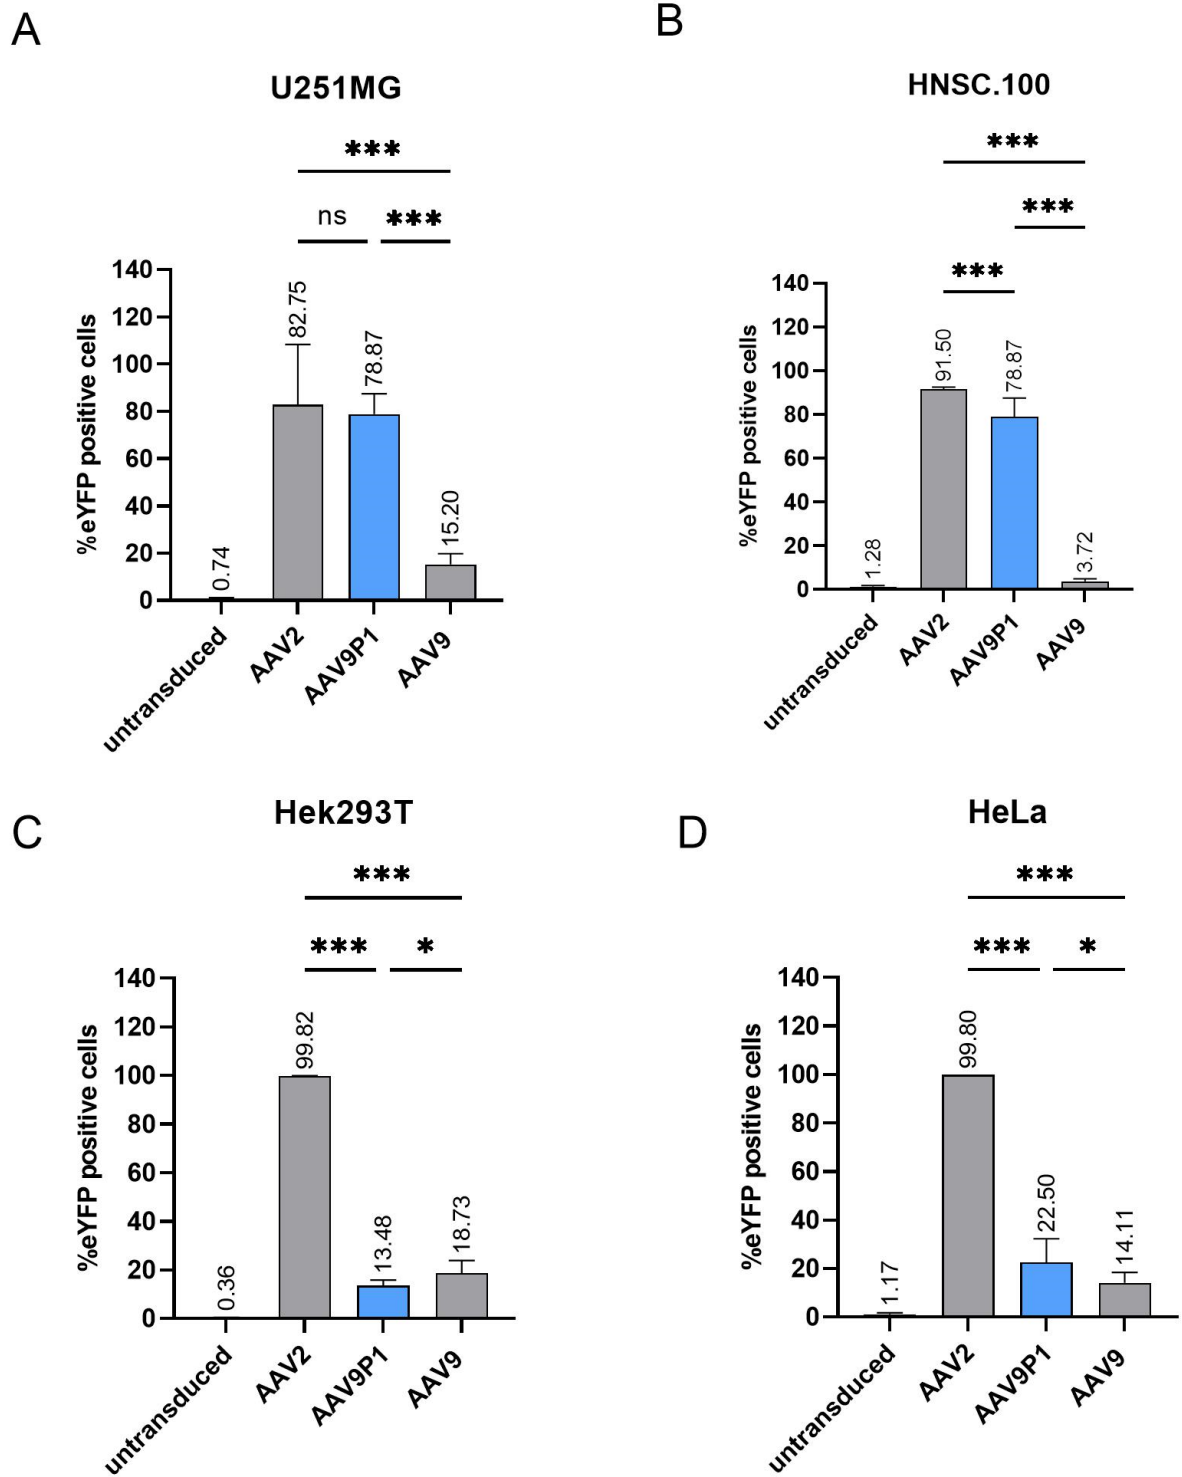 A
U251MG
***
ns
***
%eYFP positive cells
140
120
100
80
60
40
20
0
0.74
82.75
78.87
15.20
untransduced
AAV2
AAV9P1
AAV9
B
HNSC.100
***
***
***
%eYFP positive cells
140
120
100
80
60
40
20
0
1.28
91.50
78.87
3.72
untransduced
AAV2
AAV9P1
AAV9
C
Hek293T
***
***
*
%eYFP positive cells
140
120
100
80
60
40
20
0
0.36
99.82
13.48
18.73
untransduced
AAV2
AAV9P1
AAV9
D
HeLa
***
***
*
%eYFP positive cells
140
120
100
80
60
40
20
0
1.17
99.80
22.50
14.11
untransduced
AAV2
AAV9P1
AAV9